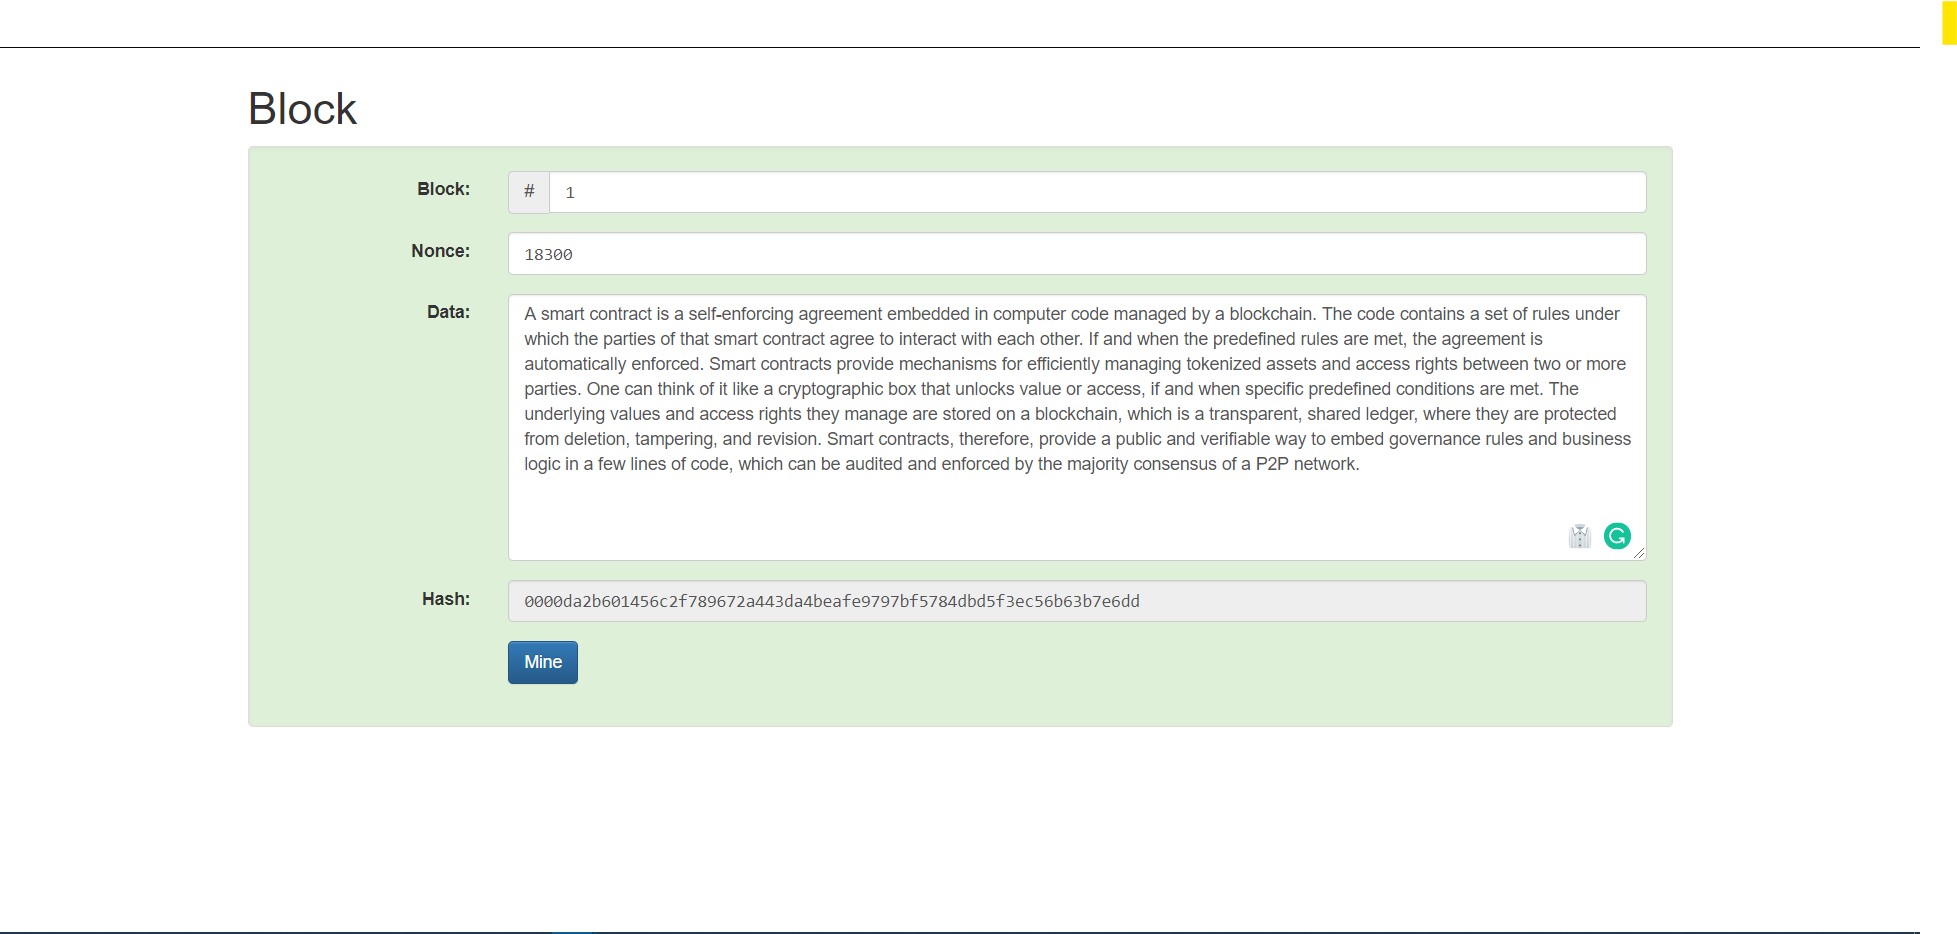 Block
Block:
# 1
Nonce:
18300
Data:
A smart contract is a self-enforcing agreement embedded in computer code managed by a blockchain. The code contains a set of rules under
which the parties of that smart contract agree to interact with each other. If and when the predefined rules are met, the agreement is
automatically enforced. Smart contracts provide mechanisms for efficiently managing tokenized assets and access rights between two or more
parties. One can think of it like a cryptographic box that unlocks value or access, if and when specific predefined conditions are met. The
underlying values and access rights they manage are stored on a blockchain, which is a transparent, shared ledger, where they are protected
from deletion, tampering, and revision. Smart contracts, therefore, provide a public and verifiable way to embed governance rules and business
logic in a few lines of code, which can be audited and enforced by the majority consensus of a P2P network.
Hash:
0000da2b601456c2f789672a443da4beafe9797bf5784dbd5f3ec56b63b7e6dd
Mine